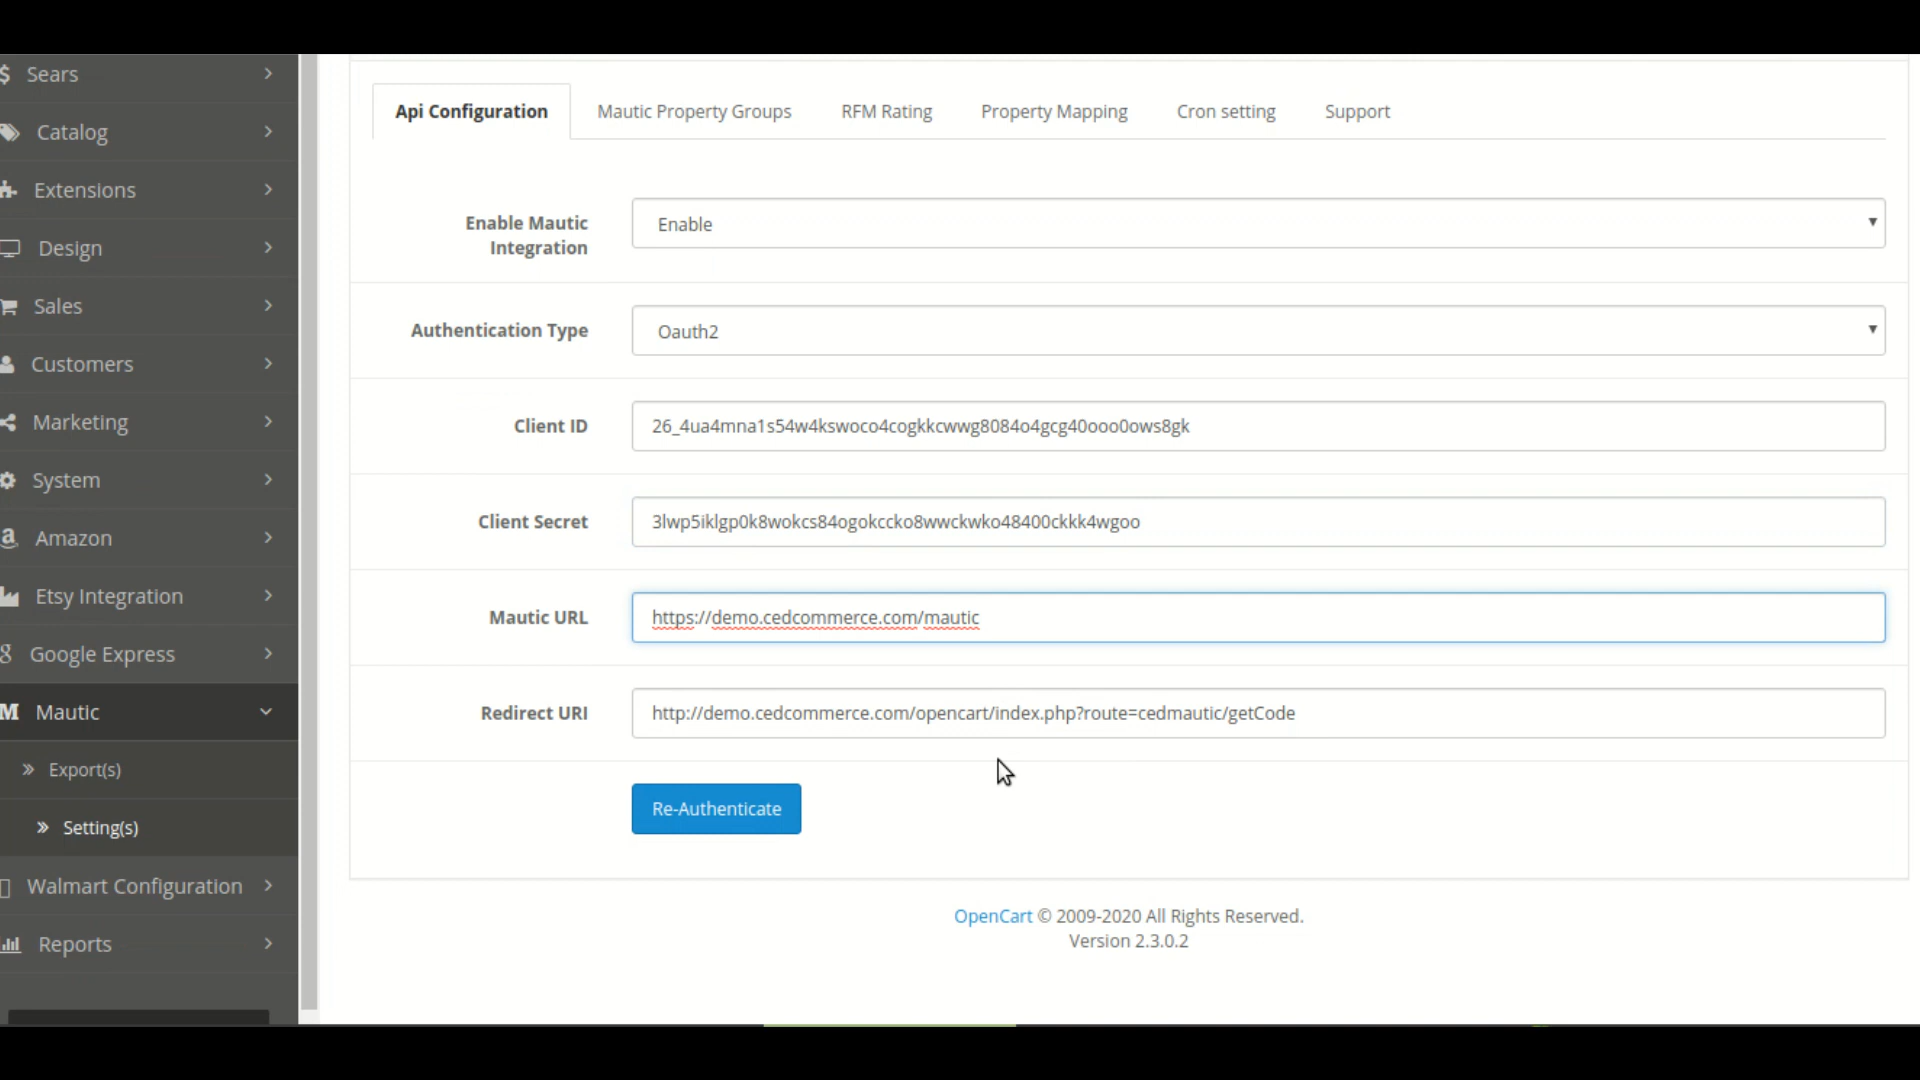 Sears
Catalog
Extensions
Design
Sales
Customers
Marketing
System
Amazon
Etsy Integration
Google Express
Mautic
Export(s)
Setting(s)
Walmart Configuration
Reports
Api Configuration
Mautic Property Groups
RFM Rating
Property Mapping
Cron setting
Support
Enable Mautic
Integration
Enable
Authentication Type
Oauth2
Client ID
26_4ua4mna1s54w4kswoco4cogkkcwwg8084o4gcg40ooo0ows8gk
Client Secret
3lwp5iklgp0k8wokcs84ogokccko8wwckwko48400ckkk4wgoo
Mautic URL
https://demo.cedcommerce.com/mautic
Redirect URI
http://demo.cedcommerce.com/opencart/index.php?route=cedmautic/getCode
Re-Authenticate
OpenCart © 2009-2020 All Rights Reserved.
Version 2.3.0.2